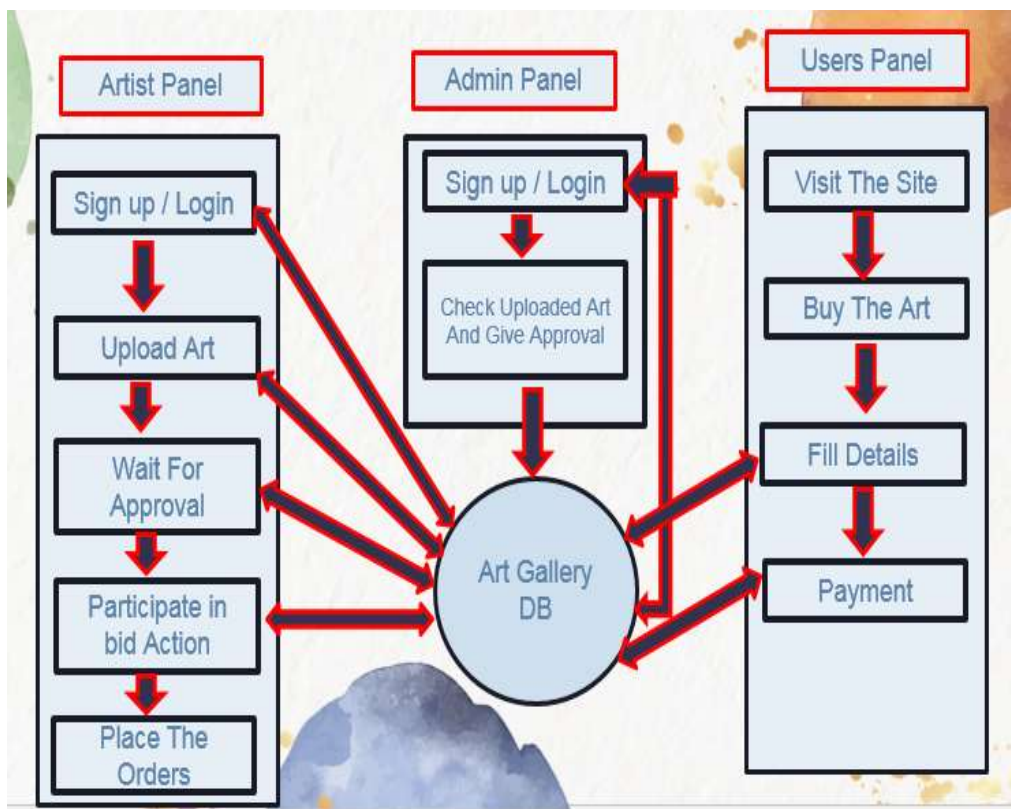 Artist Panel
Sign up / Login
Upload Art
Wait For
Approval
Participate in
bid Action
Place The
Orders
Admin Panel
Sign up / Login
Check Uploaded Art
And Give Approval
Art Gallery
DB
Users Panel
Visit The Site
Buy The Art
Fill Details
Payment